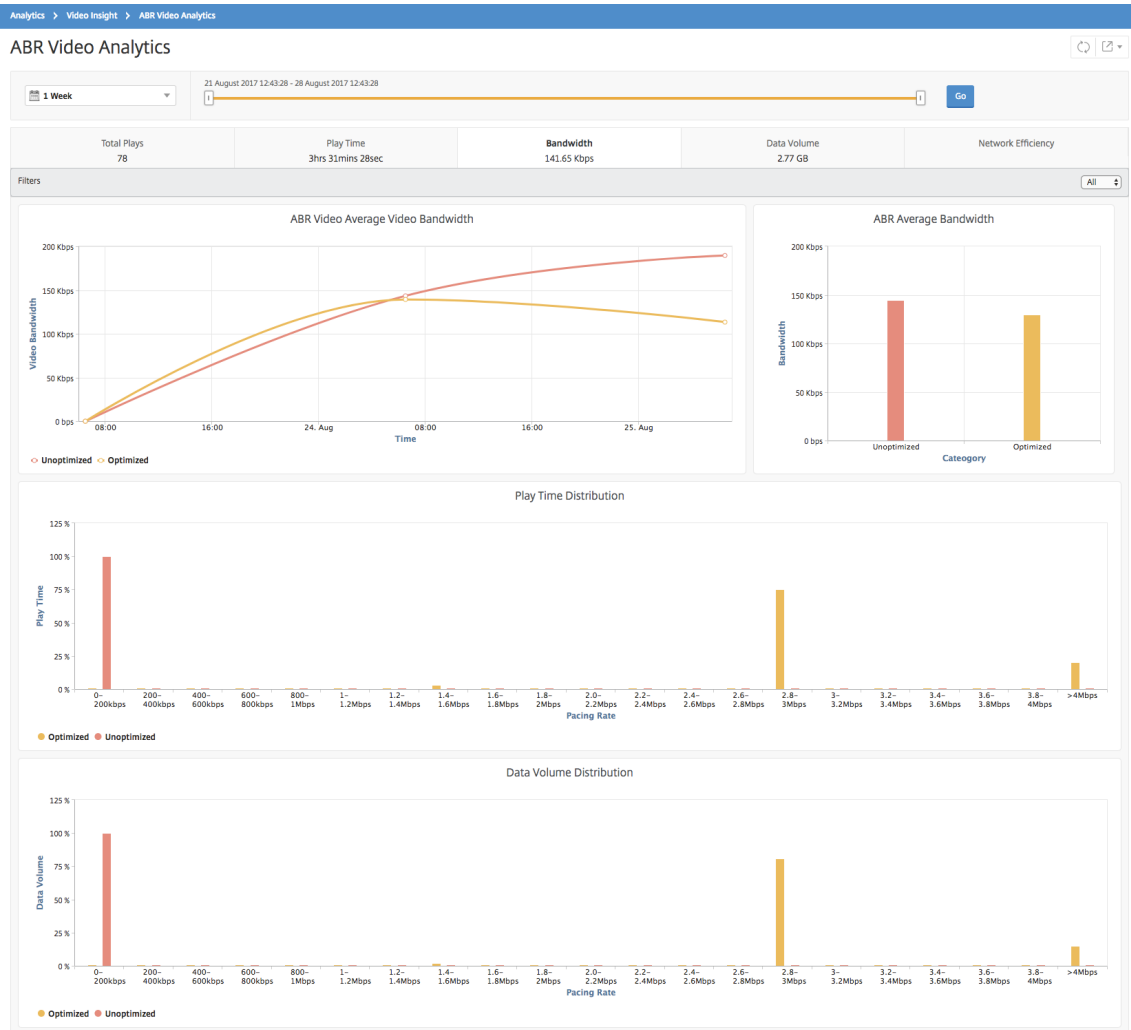 Analytics > Video Insight > ABR Video Analytics
ABR Video Analytics
1 Week
21 August 2017 12:43:28 - 28 August 2017 12:43:28
Go
Total Plays
78
Play Time
3hrs 31mins 28sec
Bandwidth
141.65 Kbps
Data Volume
2.77 GB
Network Efficiency
Filters
All
ABR Video Average Video Bandwidth
200 Kbps
150 Kbps
100 Kbps
50 Kbps
0 bps
Video Bandwidth
08:00 16:00 24. Aug 08:00 16:00 25. Aug
Time
Unoptimized Optimized
ABR Average Bandwidth
200 Kbps
150 Kbps
100 Kbps
50 Kbps
0 bps
Bandwidth
Unoptimized Optimized
Cateogory
Play Time Distribution
125 %
100 %
75 %
50 %
25 %
0 %
Play Time
0– 200– 400– 600– 800– 1– 1.2– 1.4– 1.6– 1.8– 2.0– 2.2– 2.4– 2.6– 2.8– 3– 3.2– 3.4– 3.6– 3.8– >4Mbps
200kbps 400kbps 600kbps 800kbps 1Mbps 1.2Mbps 1.4Mbps 1.6Mbps 1.8Mbps 2Mbps 2.2Mbps 2.4Mbps 2.6Mbps 2.8Mbps 3Mbps 3.2Mbps 3.4Mbps 3.6Mbps 3.8Mbps 4Mbps
Pacing Rate
Optimized Unoptimized
Data Volume Distribution
125 %
100 %
75 %
50 %
25 %
0 %
Data Volume
0– 200– 400– 600– 800– 1– 1.2– 1.4– 1.6– 1.8– 2.0– 2.2– 2.4– 2.6– 2.8– 3– 3.2– 3.4– 3.6– 3.8– >4Mbps
200kbps 400kbps 600kbps 800kbps 1Mbps 1.2Mbps 1.4Mbps 1.6Mbps 1.8Mbps 2Mbps 2.2Mbps 2.4Mbps 2.6Mbps 2.8Mbps 3Mbps 3.2Mbps 3.4Mbps 3.6Mbps 3.8Mbps 4Mbps
Pacing Rate
Optimized Unoptimized